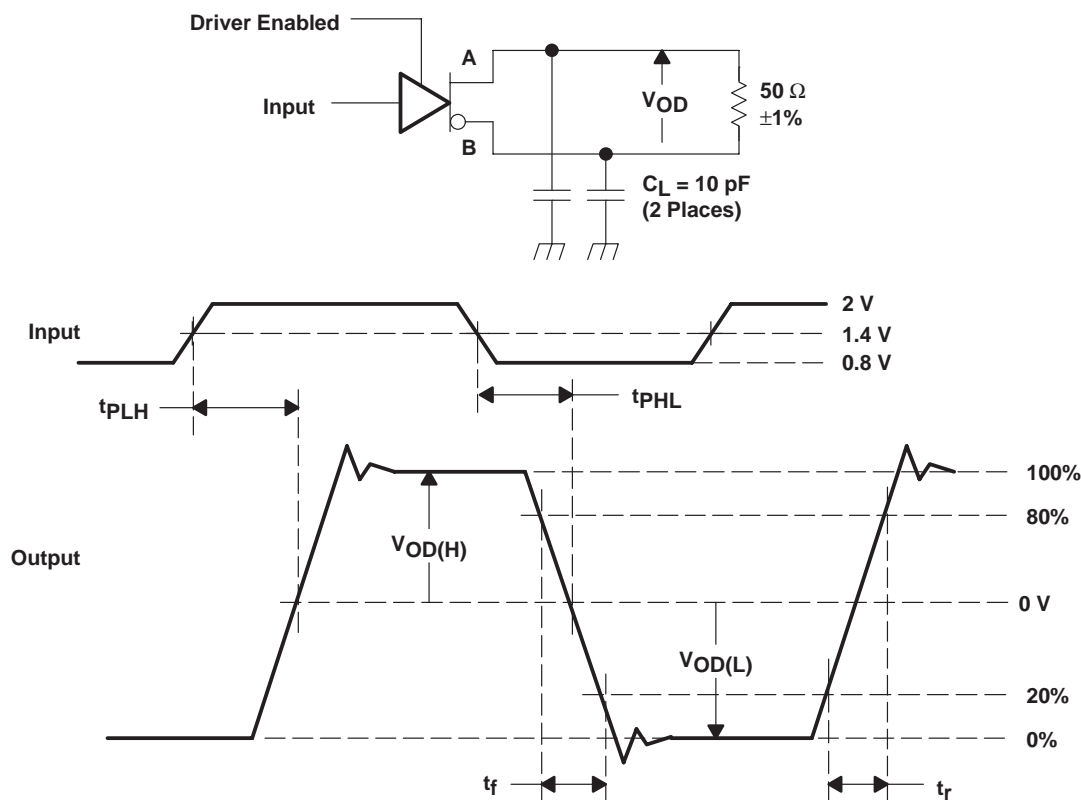 Driver Enabled
A
Input
VOD
50 Ω
±1%
B
CL = 10 pF
(2 Places)
2 V
Input
1.4 V
0.8 V
tPLH
tPHL
100%
80%
VOD(H)
Output
0 V
VOD(L)
20%
0%
tf
tr